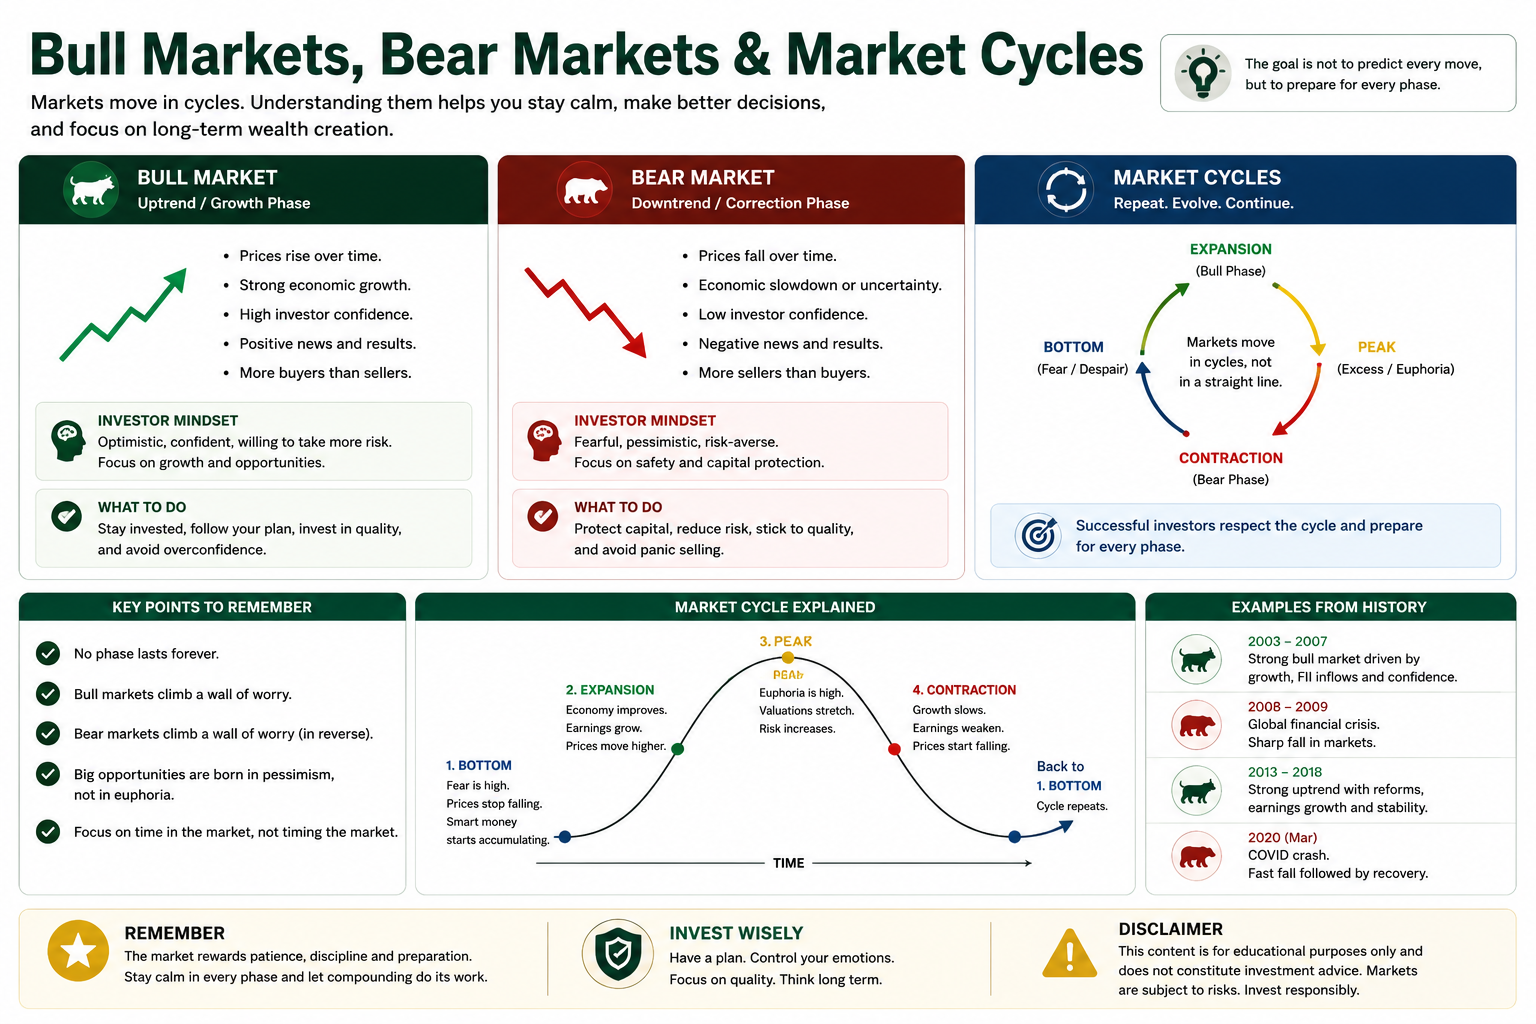 Bull Markets, Bear Markets & Market Cycles
Markets move in cycles. Understanding them helps you stay calm, make better decisions,
and focus on long-term wealth creation.
The goal is not to predict every move,
but to prepare for every phase.
BULL MARKET
Uptrend / Growth Phase
• Prices rise over time.
• Strong economic growth.
• High investor confidence.
• Positive news and results.
• More buyers than sellers.
INVESTOR MINDSET
Optimistic, confident, willing to take more risk.
Focus on growth and opportunities.
WHAT TO DO
Stay invested, follow your plan, invest in quality,
and avoid overconfidence.
BEAR MARKET
Downtrend / Correction Phase
• Prices fall over time.
• Economic slowdown or uncertainty.
• Low investor confidence.
• Negative news and results.
• More sellers than buyers.
INVESTOR MINDSET
Fearful, pessimistic, risk-averse.
Focus on safety and capital protection.
WHAT TO DO
Protect capital, reduce risk, stick to quality,
and avoid panic selling.
MARKET CYCLES
Repeat. Evolve. Continue.
EXPANSION
(Bull Phase)
BOTTOM
(Fear / Despair)
Markets move
in cycles, not
in a straight line.
PEAK
(Excess / Euphoria)
CONTRACTION
(Bear Phase)
Successful investors respect the cycle and prepare
for every phase.
KEY POINTS TO REMEMBER
No phase lasts forever.
Bull markets climb a wall of worry.
Bear markets climb a wall of worry (in reverse).
Big opportunities are born in pessimism,
not in euphoria.
Focus on time in the market, not timing the market.
MARKET CYCLE EXPLAINED
1. BOTTOM
Fear is high.
Prices stop falling.
Smart money
starts accumulating.
2. EXPANSION
Economy improves.
Earnings grow.
Prices move higher.
3. PEAK
Euphoria is high.
Valuations stretch.
Risk increases.
4. CONTRACTION
Growth slows.
Earnings weaken.
Prices start falling.
Back to
1. BOTTOM
Cycle repeats.
TIME
EXAMPLES FROM HISTORY
2003 – 2007
Strong bull market driven by
growth, FII inflows and confidence.
2008 – 2009
Global financial crisis.
Sharp fall in markets.
2013 – 2018
Strong uptrend with reforms,
earnings growth and stability.
2020 (Mar)
COVID crash.
Fast fall followed by recovery.
REMEMBER
The market rewards patience, discipline and preparation.
Stay calm in every phase and let compounding do its work.
INVEST WISELY
Have a plan. Control your emotions.
Focus on quality. Think long term.
DISCLAIMER
This content is for educational purposes only and
does not constitute investment advice. Markets
are subject to risks. Invest responsibly.